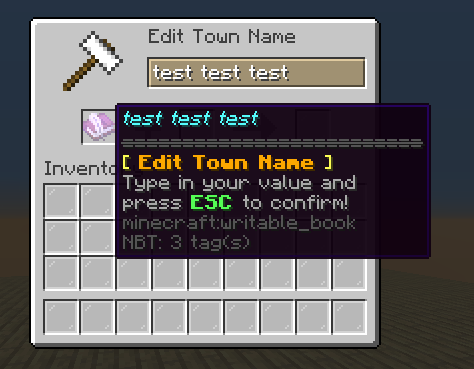 Edit Town Name
test test test
test test test
==============================
[ Edit Town Name ]
Type in your value and
press ESC to confirm!
minecraft:writable_book
NBT: 3 tag(s)